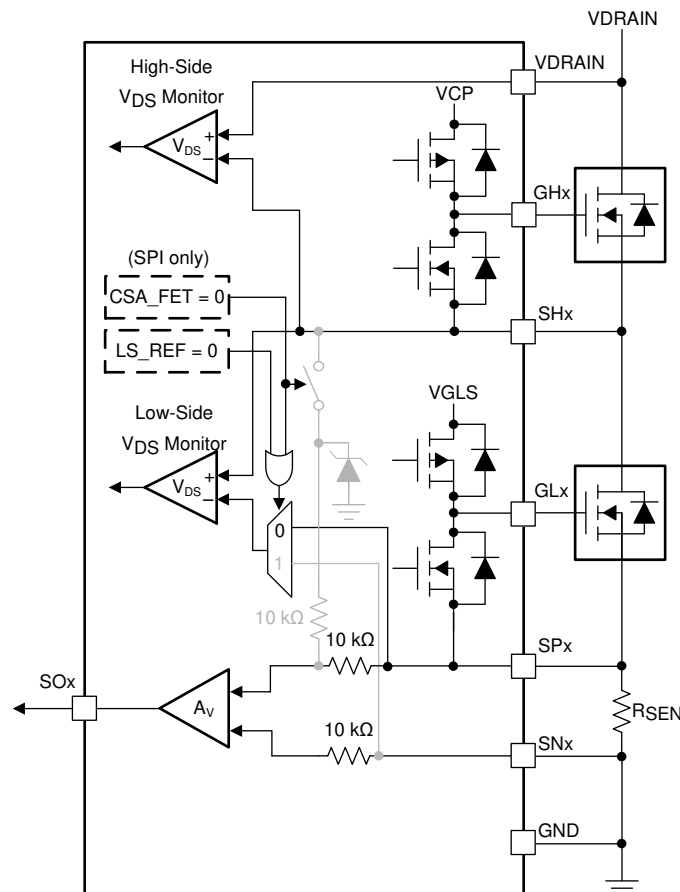 VDRAIN
VDRAIN
High-Side
VDS Monitor
VCP
+
VDS
−
GHx
(SPI only)
CSA_FET = 0
SHx
LS_REF = 0
VGLS
Low-Side
VDS Monitor
+
VDS
−
GLx
0
1
10 kΩ
10 kΩ
SPx
SOx
AV
RSEN
10 kΩ
SNx
GND